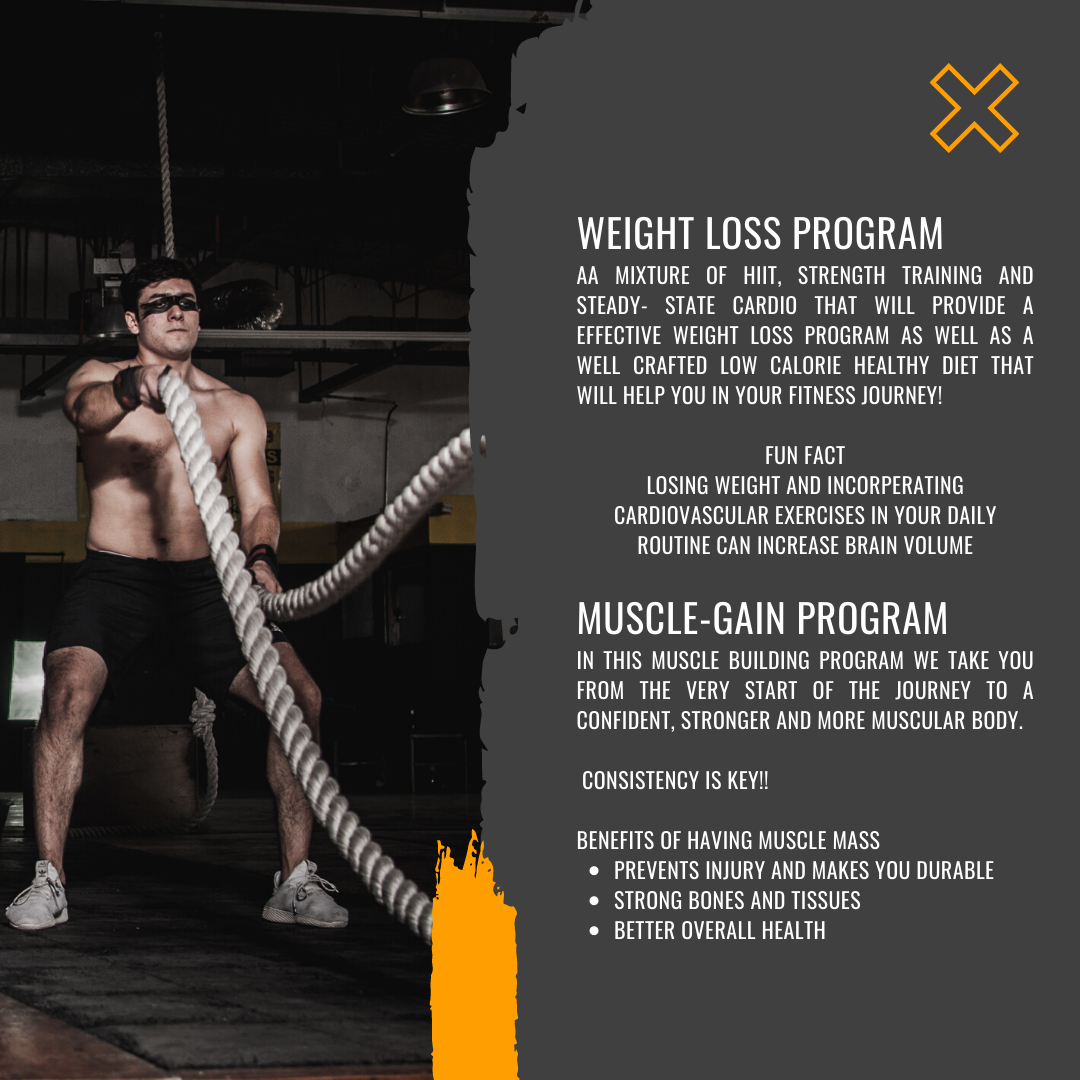 WEIGHT LOSS PROGRAM
AA MIXTURE OF HIIT, STRENGTH TRAINING AND
STEADY- STATE CARDIO THAT WILL PROVIDE A
EFFECTIVE WEIGHT LOSS PROGRAM AS WELL AS A
WELL CRAFTED LOW CALORIE HEALTHY DIET THAT
WILL HELP YOU IN YOUR FITNESS JOURNEY!
FUN FACT
LOSING WEIGHT AND INCORPERATING
CARDIOVASCULAR EXERCISES IN YOUR DAILY
ROUTINE CAN INCREASE BRAIN VOLUME
MUSCLE-GAIN PROGRAM
IN THIS MUSCLE BUILDING PROGRAM WE TAKE YOU
FROM THE VERY START OF THE JOURNEY TO A
CONFIDENT, STRONGER AND MORE MUSCULAR BODY.
CONSISTENCY IS KEY!!
BENEFITS OF HAVING MUSCLE MASS
• PREVENTS INJURY AND MAKES YOU DURABLE
• STRONG BONES AND TISSUES
• BETTER OVERALL HEALTH